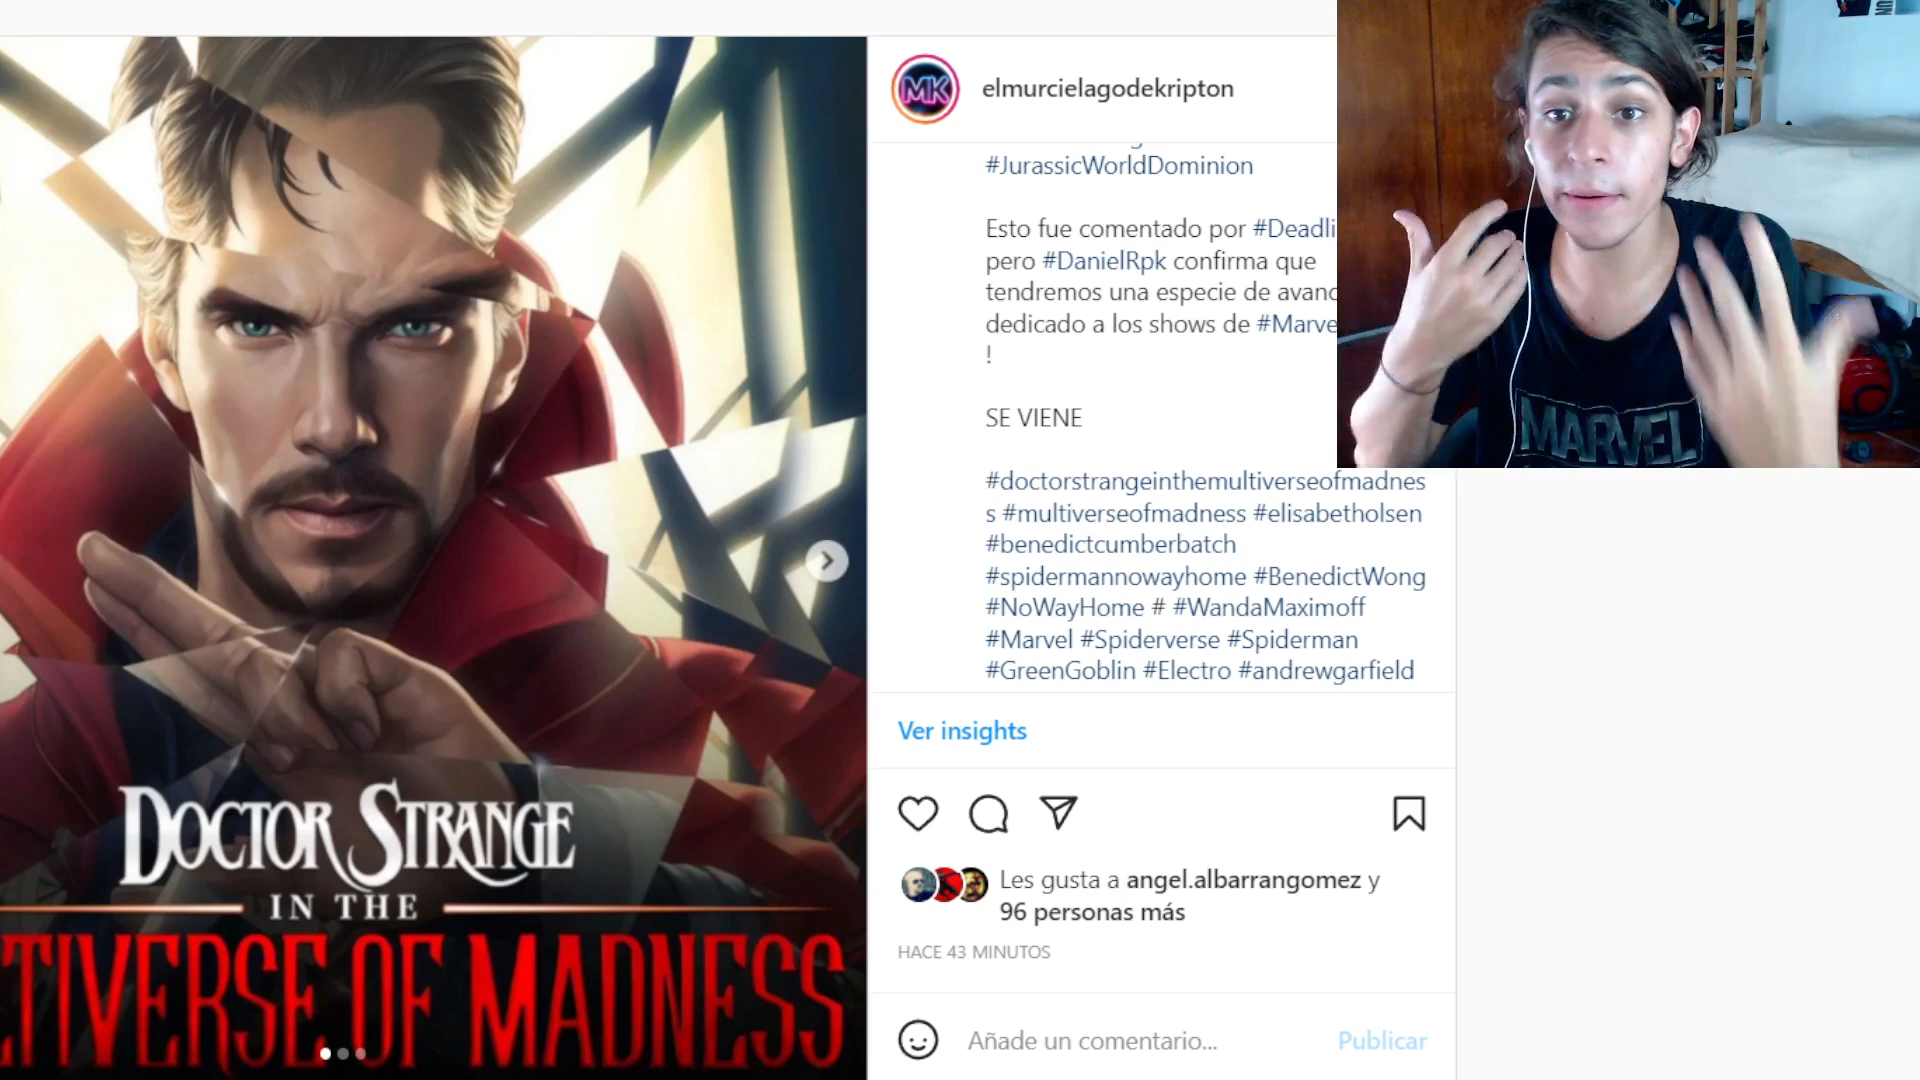 DOCTOR STRANGE
IN THE
TIVERSE OF MADNESS
MK
elmurcielagodekripton
#JurassicWorldDominion
Esto fue comentado por #Deadli
pero #DanielRpk confirma que
tendremos una especie de avanc
dedicado a los shows de #Marve
!
SE VIENE
#doctorstrangeinthemultiverseofmadnes
s #multiverseofmadness #elisabetholsen
#benedictcumberbatch
#spidermannowayhome #BenedictWong
#NoWayHome # #WandaMaximoff
#Marvel #Spiderverse #Spiderman
#GreenGoblin #Electro #andrewgarfield
Ver insights
Les gusta a angel.albarrangomez y
96 personas más
HACE 43 MINUTOS
Añade un comentario...
Publicar
MARVEL